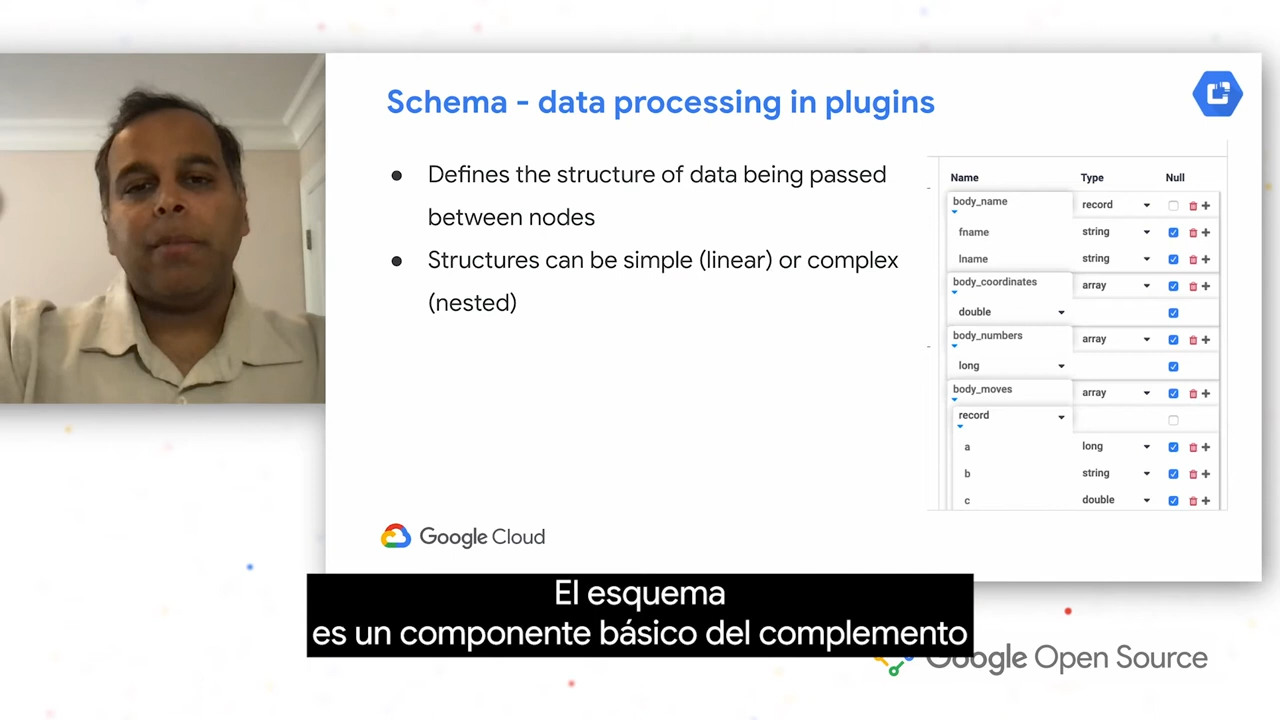 Schema - data processing in plugins
● Defines the structure of data being passed
between nodes
● Structures can be simple (linear) or complex
(nested)
Name Type Null
body_name record
fname string
lname string
body_coordinates array
double
body_numbers array
long
body_moves array
record
a long
b string
c double
Google Cloud
El esquema
es un componente básico del complemento
Google Open Source